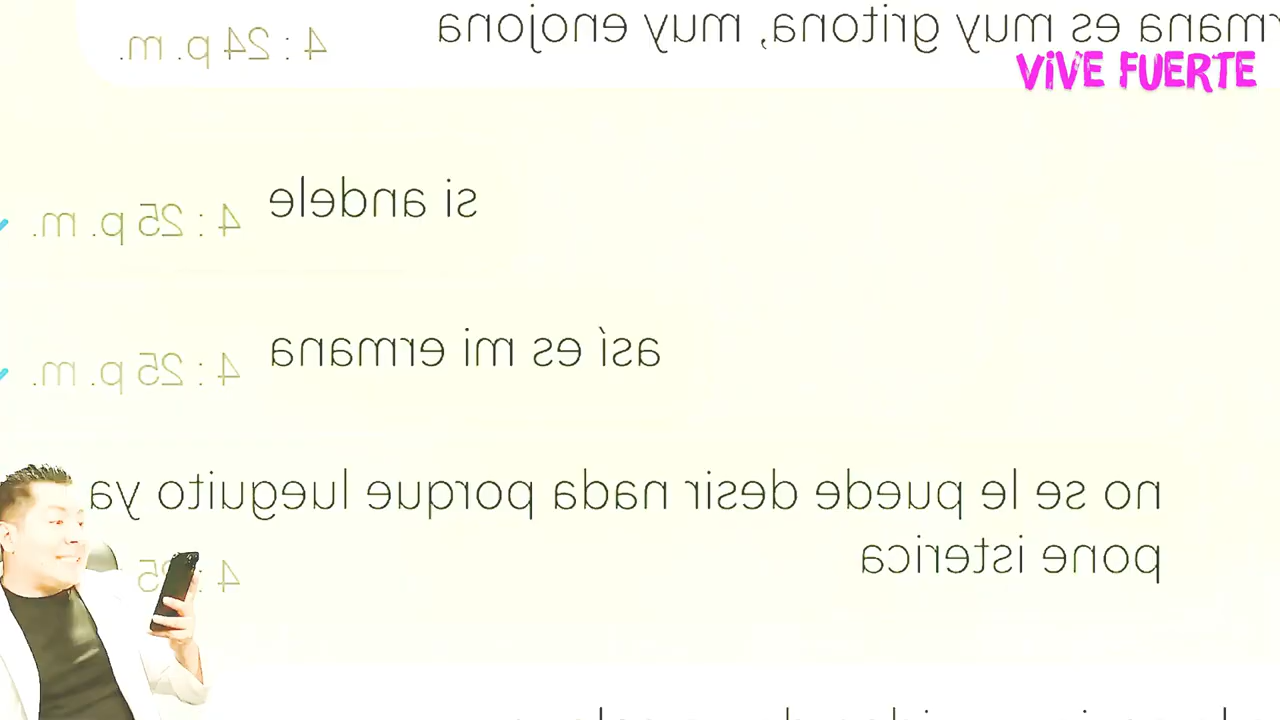 es muy gritona, muy enojona
4:24 p.m.
VIVE FUERTE
si andele
4:25 p.m.
así es mi ermana
4:25 p.m.
no se le puede desir nada porque lueguito ya
pone isterica